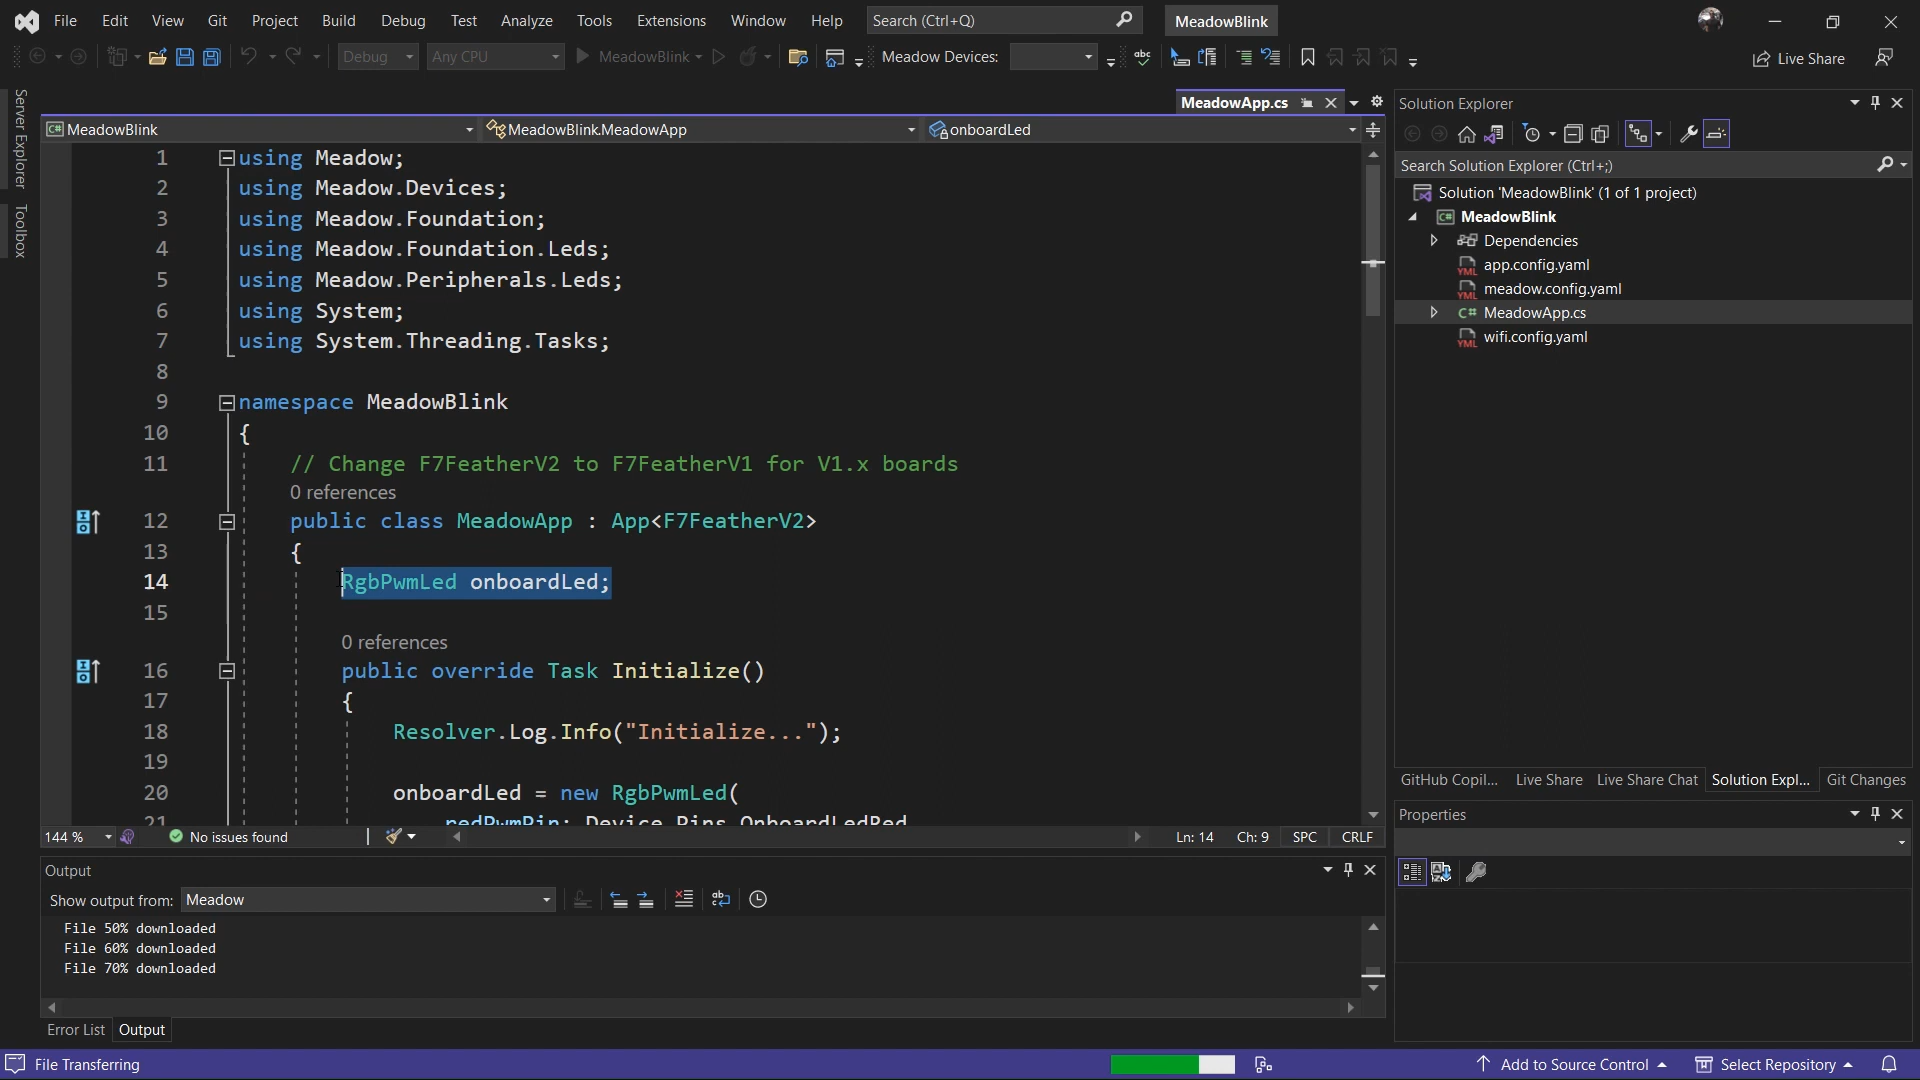 File Edit View Git Project Build Debug Test Analyze Tools Extensions Window Help Search (Ctrl+Q) MeadowBlink
Debug Any CPU MeadowBlink Meadow Devices: Live Share
Server Explorer
Toolbox
MeadowApp.cs
MeadowBlink MeadowBlink.MeadowApp onboardLed
1 using Meadow;
2 using Meadow.Devices;
3 using Meadow.Foundation;
4 using Meadow.Foundation.Leds;
5 using Meadow.Peripherals.Leds;
6 using System;
7 using System.Threading.Tasks;
8
9 namespace MeadowBlink
10 {
11 // Change F7FeatherV2 to F7FeatherV1 for V1.x boards
0 references
12 public class MeadowApp : App<F7FeatherV2>
13 {
14 RgbPwmLed onboardLed;
15
0 references
16 public override Task Initialize()
17 {
18 Resolver.Log.Info("Initialize...");
19
20 onboardLed = new RgbPwmLed(
21 redPwmPin: Device.Pins.OnboardLedRed
144 % No issues found Ln: 14 Ch: 9 SPC CRLF
Output
Show output from: Meadow
File 50% downloaded
File 60% downloaded
File 70% downloaded
Error List Output
Solution Explorer
Search Solution Explorer (Ctrl+;)
Solution 'MeadowBlink' (1 of 1 project)
C# MeadowBlink
Dependencies
YML app.config.yaml
YML meadow.config.yaml
C# MeadowApp.cs
YML wifi.config.yaml
GitHub Copil... Live Share Live Share Chat Solution Expl... Git Changes
Properties
File Transferring Add to Source Control Select Repository